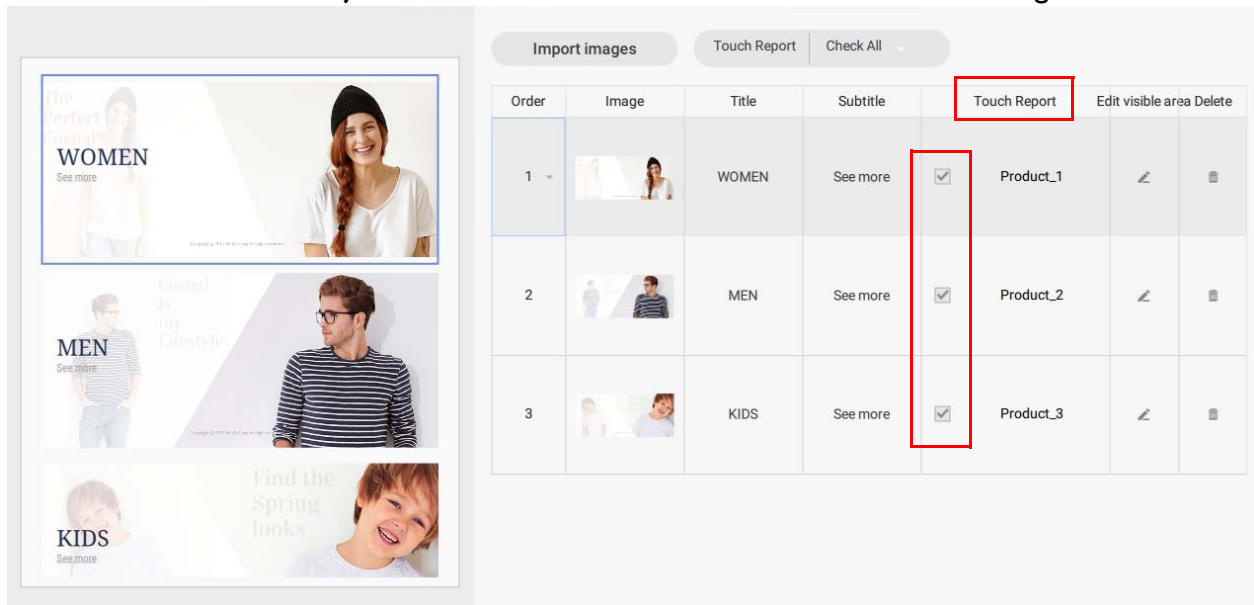 Import images
Touch Report
Check All
Order Image Title Subtitle Touch Report Edit visible area Delete
1 WOMEN See more Product_1
2 MEN See more Product_2
3 KIDS See more Product_3
The
Perfect
Casual
WOMEN
See more
Casual
is
my
Lifestyle
MEN
See more
Find the
Spring
looks
KIDS
See more